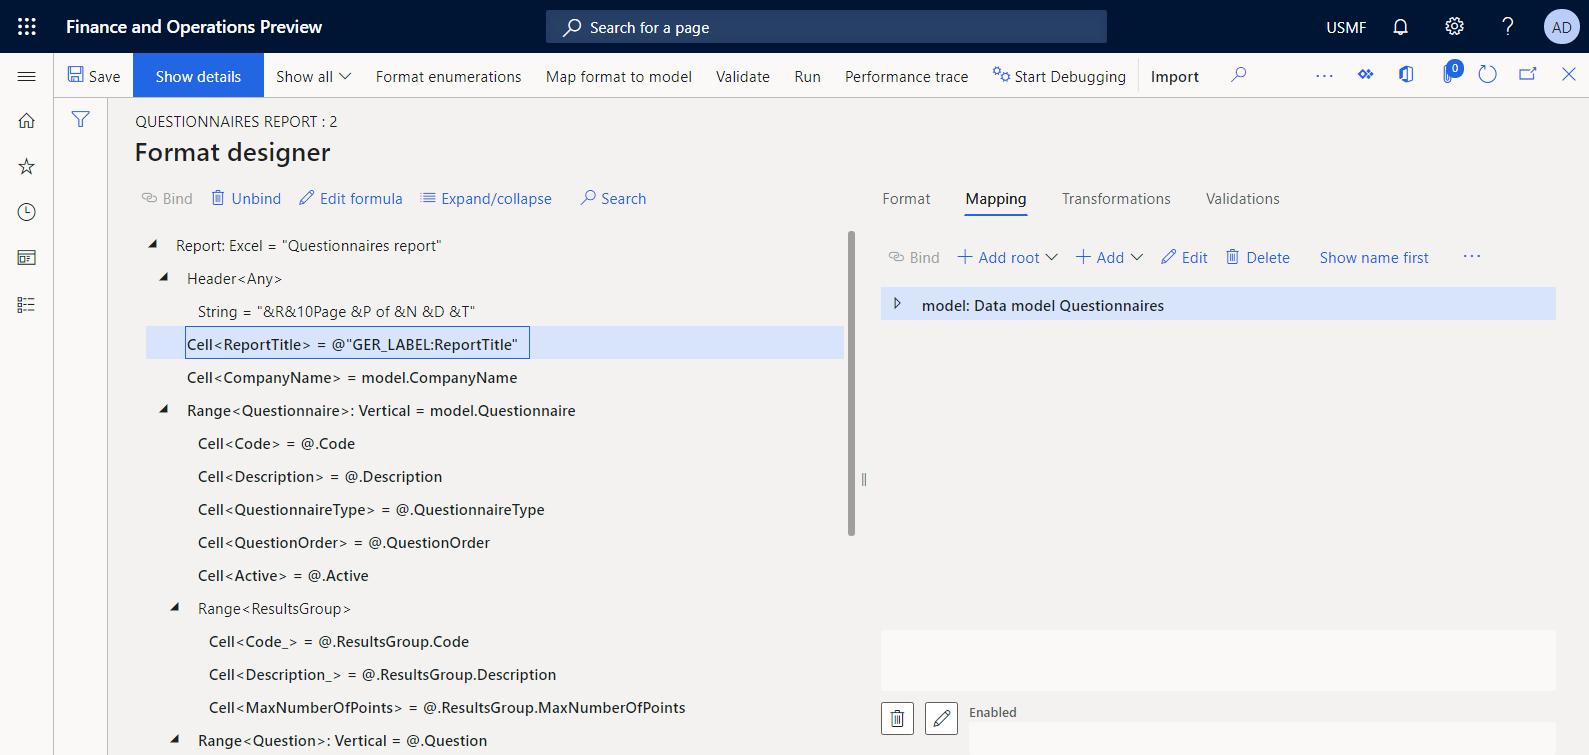 Finance and Operations Preview
Search for a page
USMF
?
AD
Save
Show details
Show all
Format enumerations
Map format to model
Validate
Run
Performance trace
Start Debugging
Import
0
QUESTIONNAIRES REPORT : 2
Format designer
Bind
Unbind
Edit formula
Expand/collapse
Search
Format
Mapping
Transformations
Validations
Report: Excel = "Questionnaires report"
Header<Any>
String = "&R&10Page &P of &N &D &T"
Cell<ReportTitle> = @"GER_LABEL:ReportTitle"
Cell<CompanyName> = model.CompanyName
Range<Questionnaire>: Vertical = model.Questionnaire
Cell<Code> = @.Code
Cell<Description> = @.Description
Cell<QuestionnaireType> = @.QuestionnaireType
Cell<QuestionOrder> = @.QuestionOrder
Cell<Active> = @.Active
Range<ResultsGroup>
Cell<Code_> = @.ResultsGroup.Code
Cell<Description_> = @.ResultsGroup.Description
Cell<MaxNumberOfPoints> = @.ResultsGroup.MaxNumberOfPoints
Range<Question>: Vertical = @.Question
Bind
Add root
Add
Edit
Delete
Show name first
model: Data model Questionnaires
Enabled